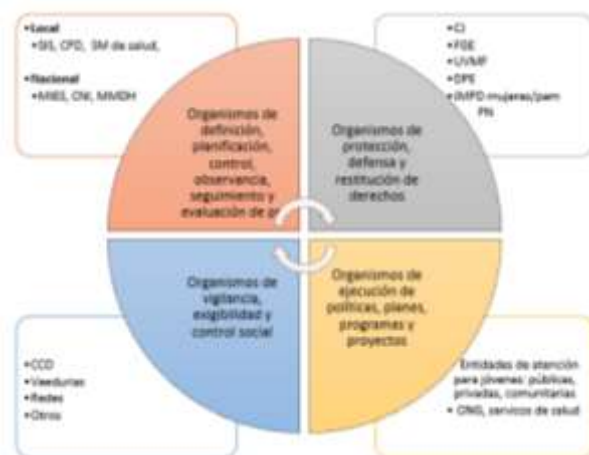 Local
•SIS, CPD, SM de salud,
Nacional
•MIES, CNI, MMDH
Organismos de
definición,
planificación,
control,
observancia,
seguimiento y
evaluación de
•CJ
•FGE
•UVMF
•DPE
•JMPD mujeres/pam
PN
Organismos de
protección,
defensa y
restitución de
derechos
Organismos de
vigilancia,
exigibilidad y
control social
•CCD
•Veedurías
•Redes
•Otros
Organismos de
ejecución de
políticas, planes,
programas y
proyectos
Entidades de atención
para jóvenes: públicas,
privadas, comunitarias
• ONG, servicios de salud